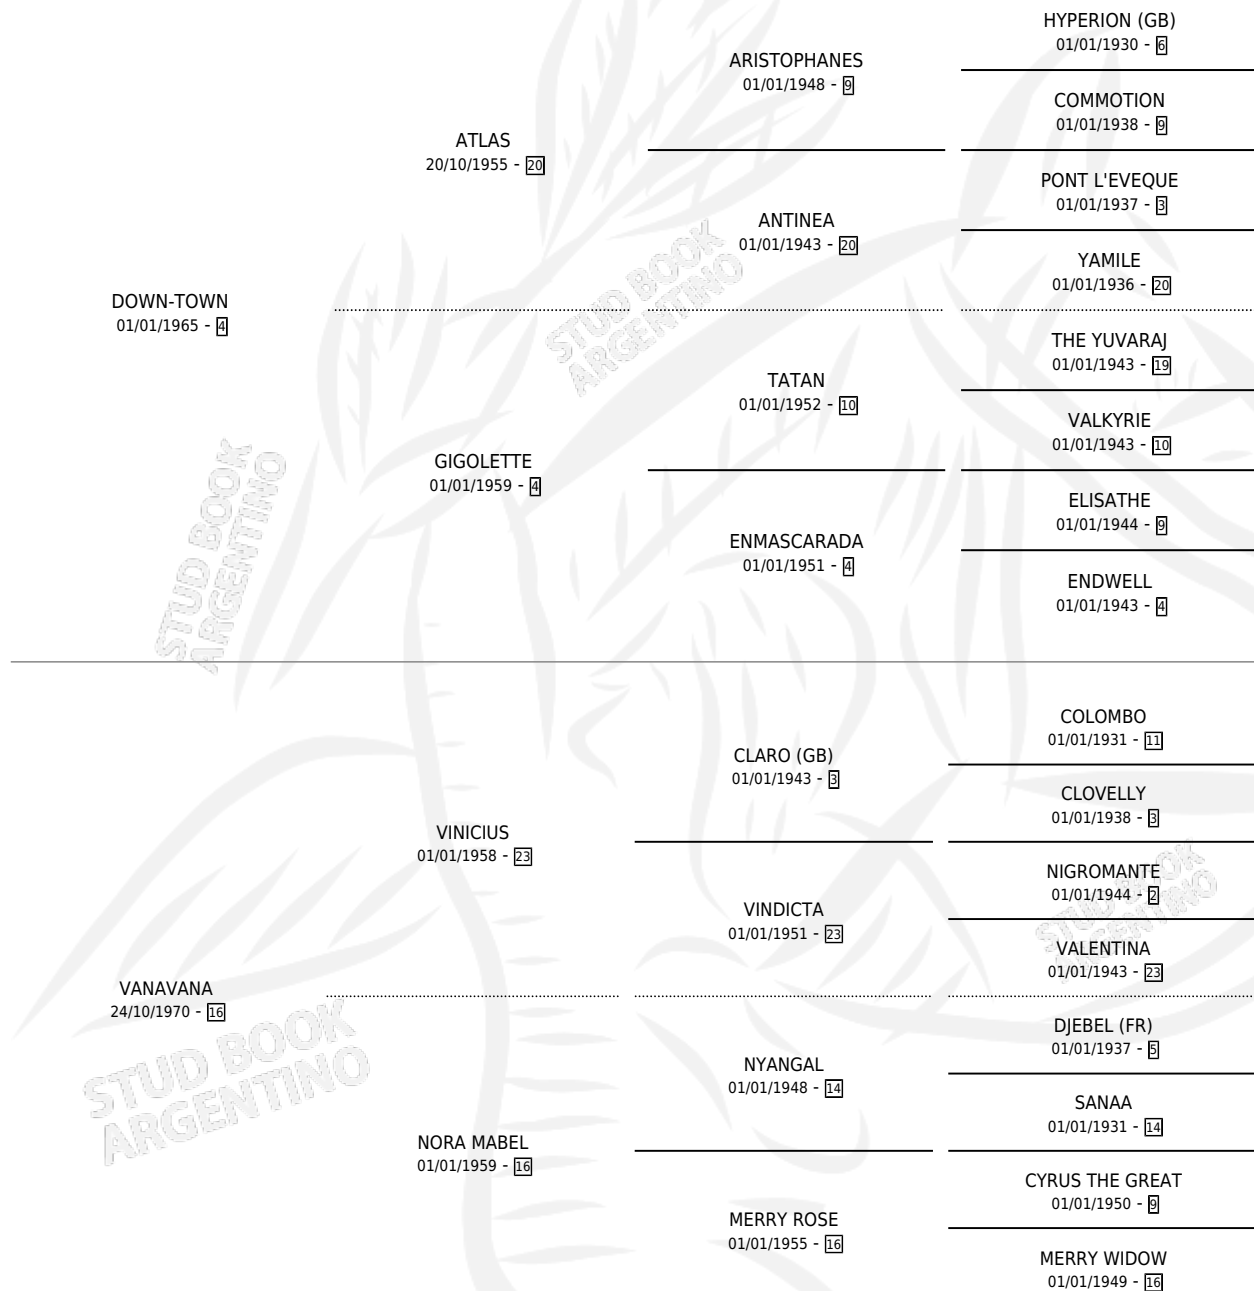 HYPERION (GB)
01/01/1930 - 6
ARISTOPHANES
01/01/1948 - 9
COMMOTION
01/01/1938 - 9
ATLAS
20/10/1955 - 20
PONT L'EVEQUE
01/01/1937 - 3
ANTINEA
01/01/1943 - 20
YAMILE
01/01/1936 - 20
DOWN-TOWN
01/01/1965 - 4
THE YUVARAJ
01/01/1943 - 19
TATAN
01/01/1952 - 10
VALKYRIE
01/01/1943 - 10
GIGOLETTE
01/01/1959 - 4
ELISATHE
01/01/1944 - 9
ENMASCARADA
01/01/1951 - 4
ENDWELL
01/01/1943 - 4
COLOMBO
01/01/1931 - 11
CLARO (GB)
01/01/1943 - 3
CLOVELLY
01/01/1938 - 3
VINICIUS
01/01/1958 - 23
NIGROMANTE
01/01/1944 - 2
VINDICTA
01/01/1951 - 23
VALENTINA
01/01/1943 - 23
VANAVANA
24/10/1970 - 16
DJEBEL (FR)
01/01/1937 - 5
NYANGAL
01/01/1948 - 14
SANAA
01/01/1931 - 14
NORA MABEL
01/01/1959 - 16
CYRUS THE GREAT
01/01/1950 - 9
MERRY ROSE
01/01/1955 - 16
MERRY WIDOW
01/01/1949 - 16
STUD BOOK
ARGENTINO
STUD BOOK
ARGENTINO
STUD BOOK
ARGENTINO
STUD BOOK
ARGENTINO